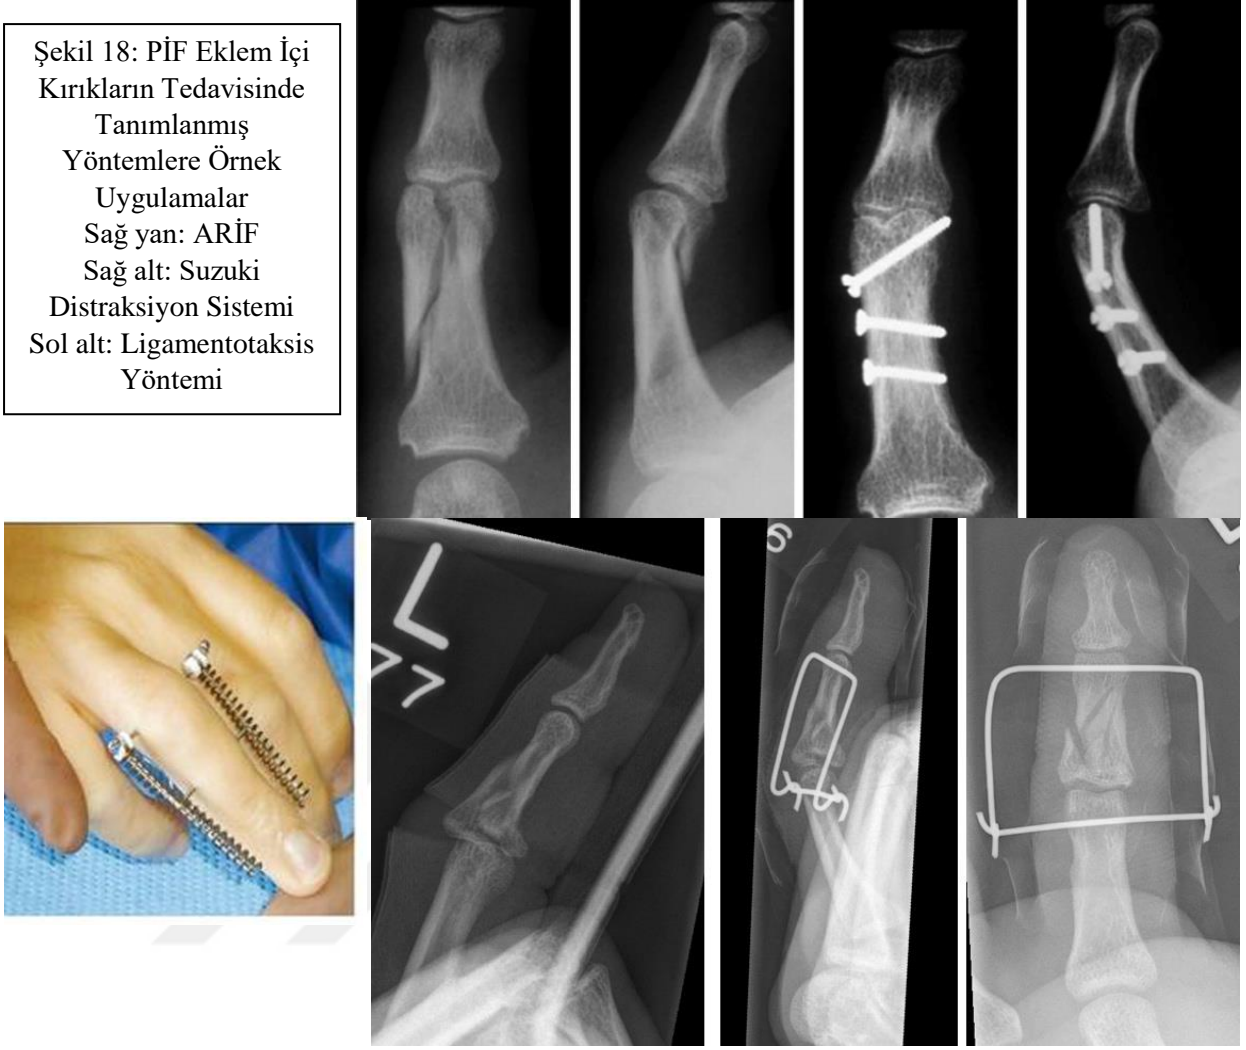 Şekil 18: PİF Eklem İçi
Kırıkların Tedavisinde
Tanımlanmış
Yöntemlere Örnek
Uygulamalar
Sağ yan: ARİF
Sağ alt: Suzuki
Distraksiyon Sistemi
Sol alt: Ligamentotaksis
Yöntemi
L
77
6